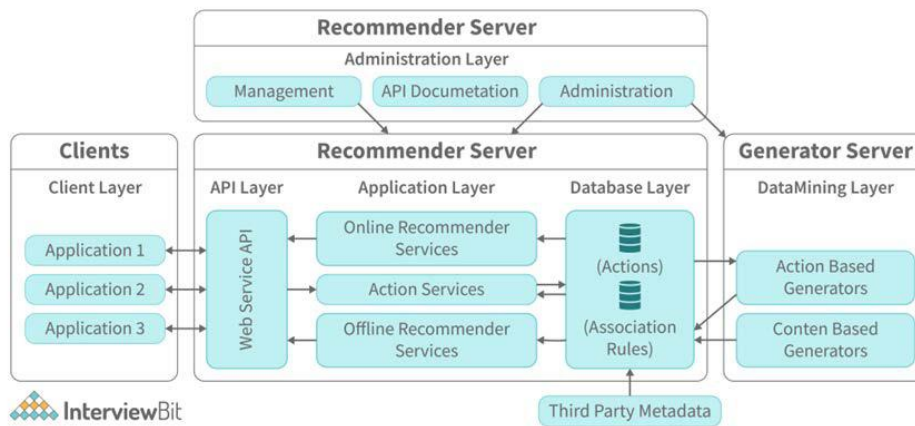 Recommender Server
Administration Layer
Management
API Documetation
Administration
Clients
Client Layer
Application 1
Application 2
Application 3
Recommender Server
API Layer
Application Layer
Database Layer
Web Service API
Online Recommender
Services
Action Services
Offline Recommender
Services
(Actions)
(Association
Rules)
Generator Server
DataMining Layer
Action Based
Generators
Conten Based
Generators
Third Party Metadata
InterviewBit